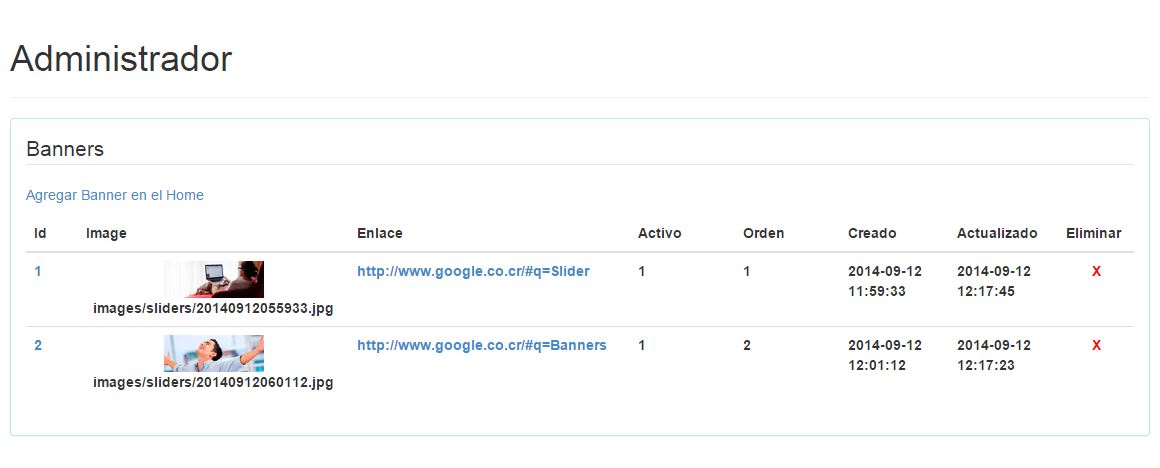 Administrador
Banners
Agregar Banner en el Home
Id Image Enlace Activo Orden Creado Actualizado Eliminar
1 http://www.google.co.cr/#q=Slider 1 1 2014-09-12 2014-09-12 X
11:59:33 12:17:45
images/sliders/20140912055933.jpg
2 http://www.google.co.cr/#q=Banners 1 2 2014-09-12 2014-09-12 X
12:01:12 12:17:23
images/sliders/20140912060112.jpg